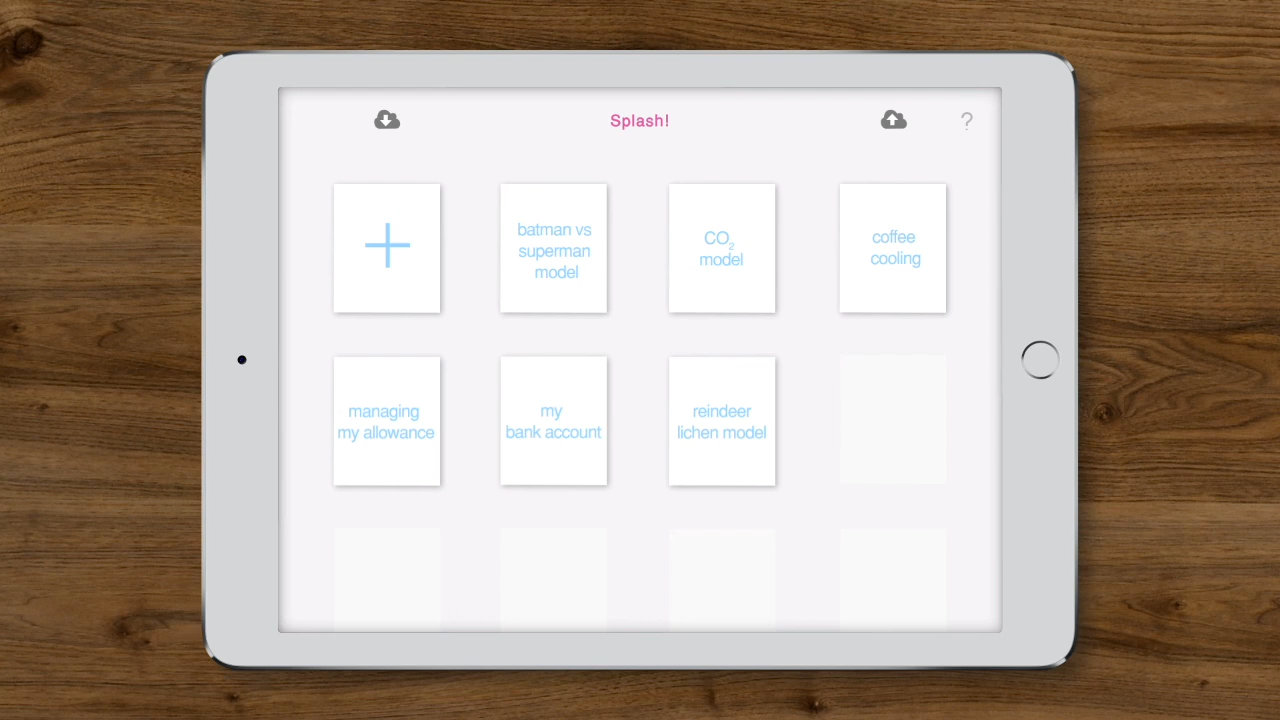 Splash!
?
batman vs
superman
model
CO₂
model
coffee
cooling
managing
my allowance
my
bank account
reindeer
lichen model